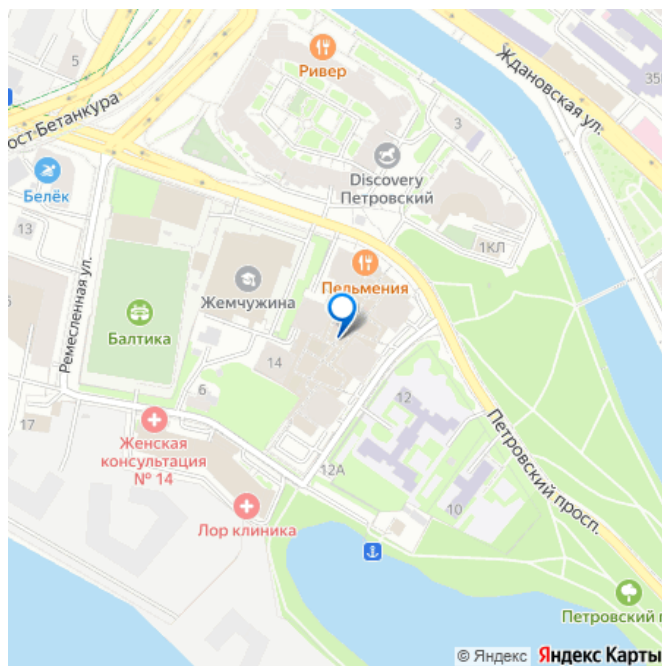 5
Ривер
Ждановская ул.
35
ост Бетанкура
3
Discovery
Петровский
Белёк
13
1КЛ
Пельмения
Жемчужина
Ремесленная ул.
Балтика
14
6
12
17
Женская
консультация
№ 14
12А
Петровский просп.
10
Лор клиника
Петровский п
© Яндекс Яндекс Карты